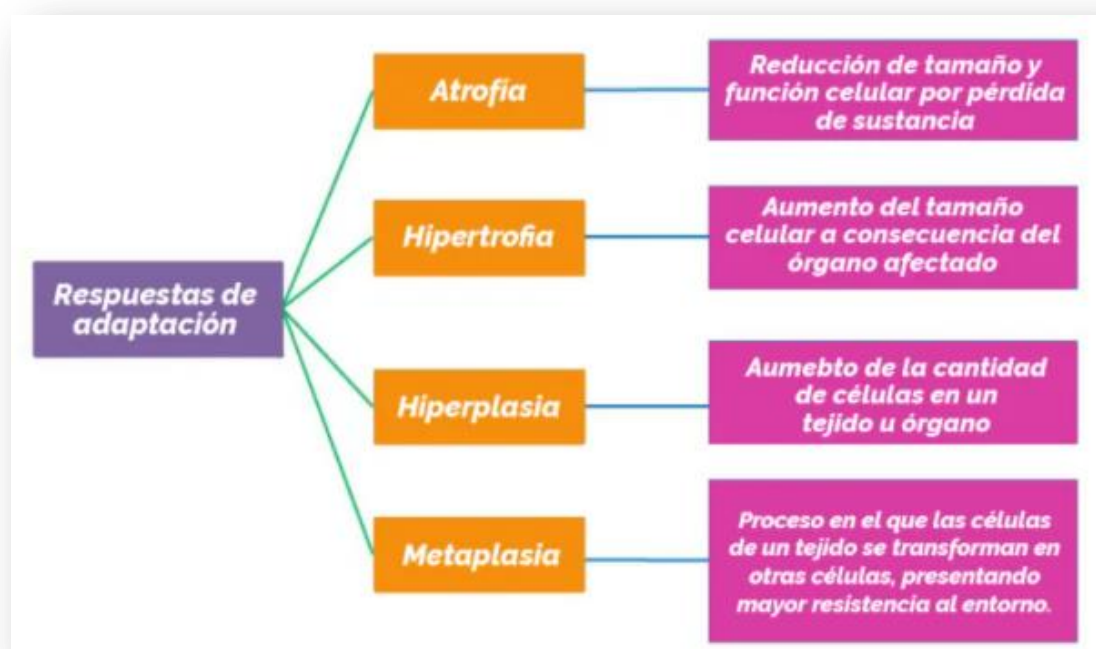 Respuestas de
adaptación
Atrofía
Reducción de tamaño y
función celular por pérdida
de sustancia
Hipertrofia
Aumento del tamaño
celular a consecuencia del
órgano afectado
Hiperplasia
Aumebto de la cantidad
de células en un
tejido u órgano
Metaplasia
Proceso en el que las células
de un tejido se transforman en
otras células, presentando
mayor resistencia al entorno.